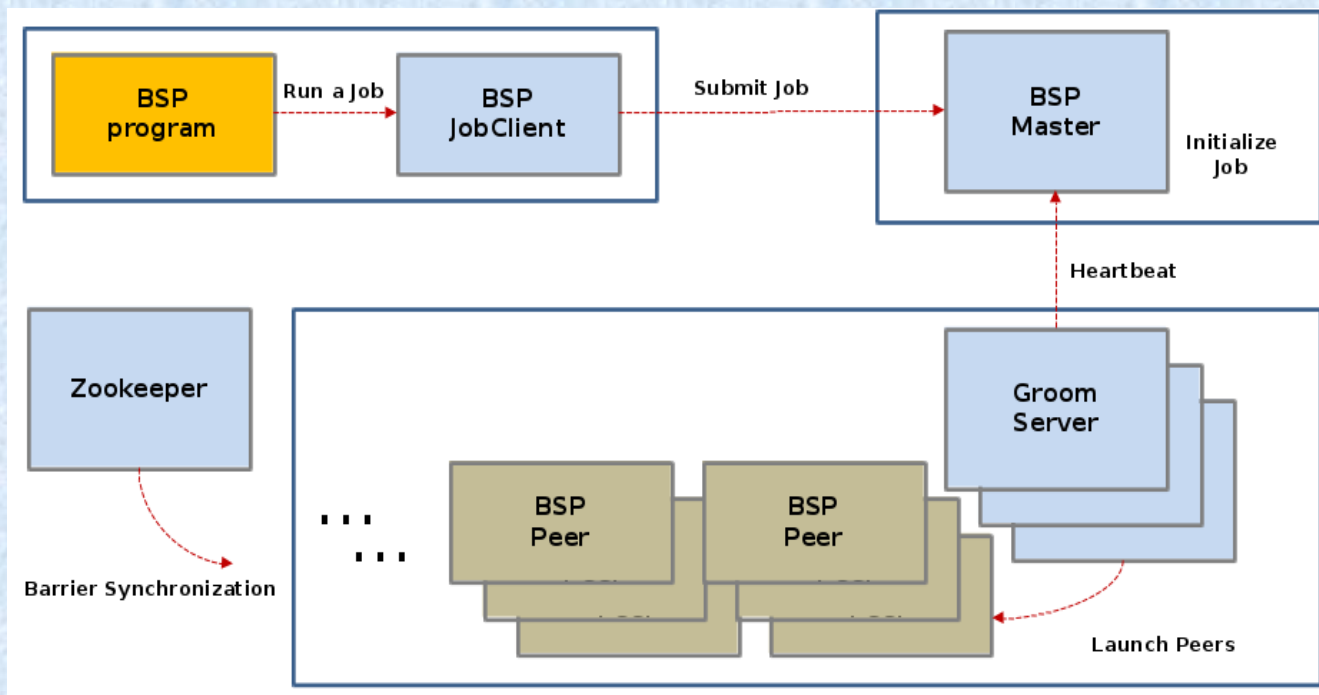 BSP
program
Run a Job
BSP
JobClient
Submit Job
BSP
Master
Initialize
Job
Heartbeat
Zookeeper
Barrier Synchronization
Groom
Server
...
...
BSP
Peer
BSP
Peer
Launch Peers